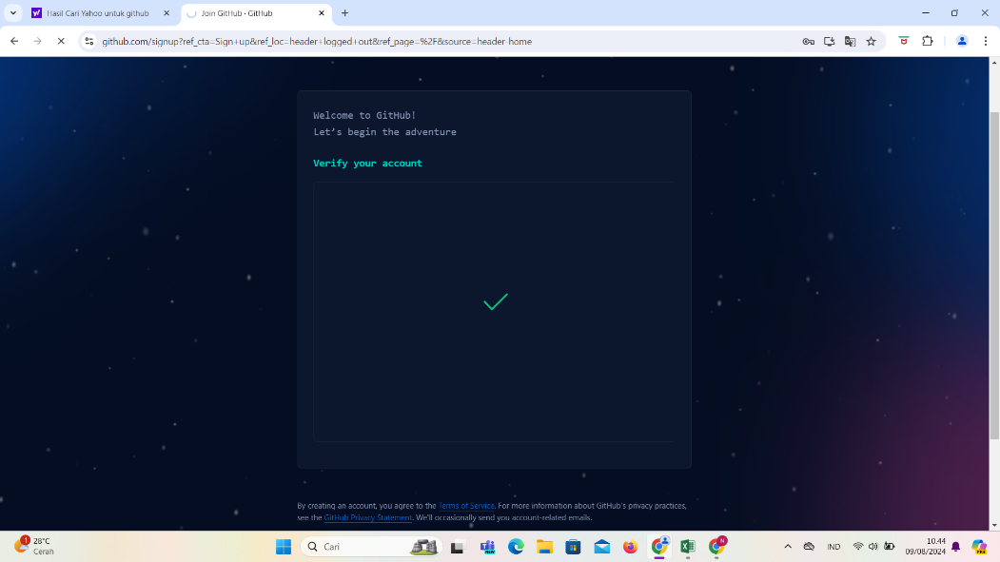 Hasil Cari Yahoo untuk github
Join GitHub · GitHub
github.com/signup?ref_cta=Sign+up&ref_loc=header+logged+out&ref_page=%2F&source=header-home
Welcome to GitHub!
Let’s begin the adventure
Verify your account
By creating an account, you agree to the Terms of Service. For more information about GitHub's privacy practices,
see the GitHub Privacy Statement. We'll occasionally send you account-related emails.
1
28°C
Cerah
Cari
NEW
N
IND
10.44
09/08/2024
PRE